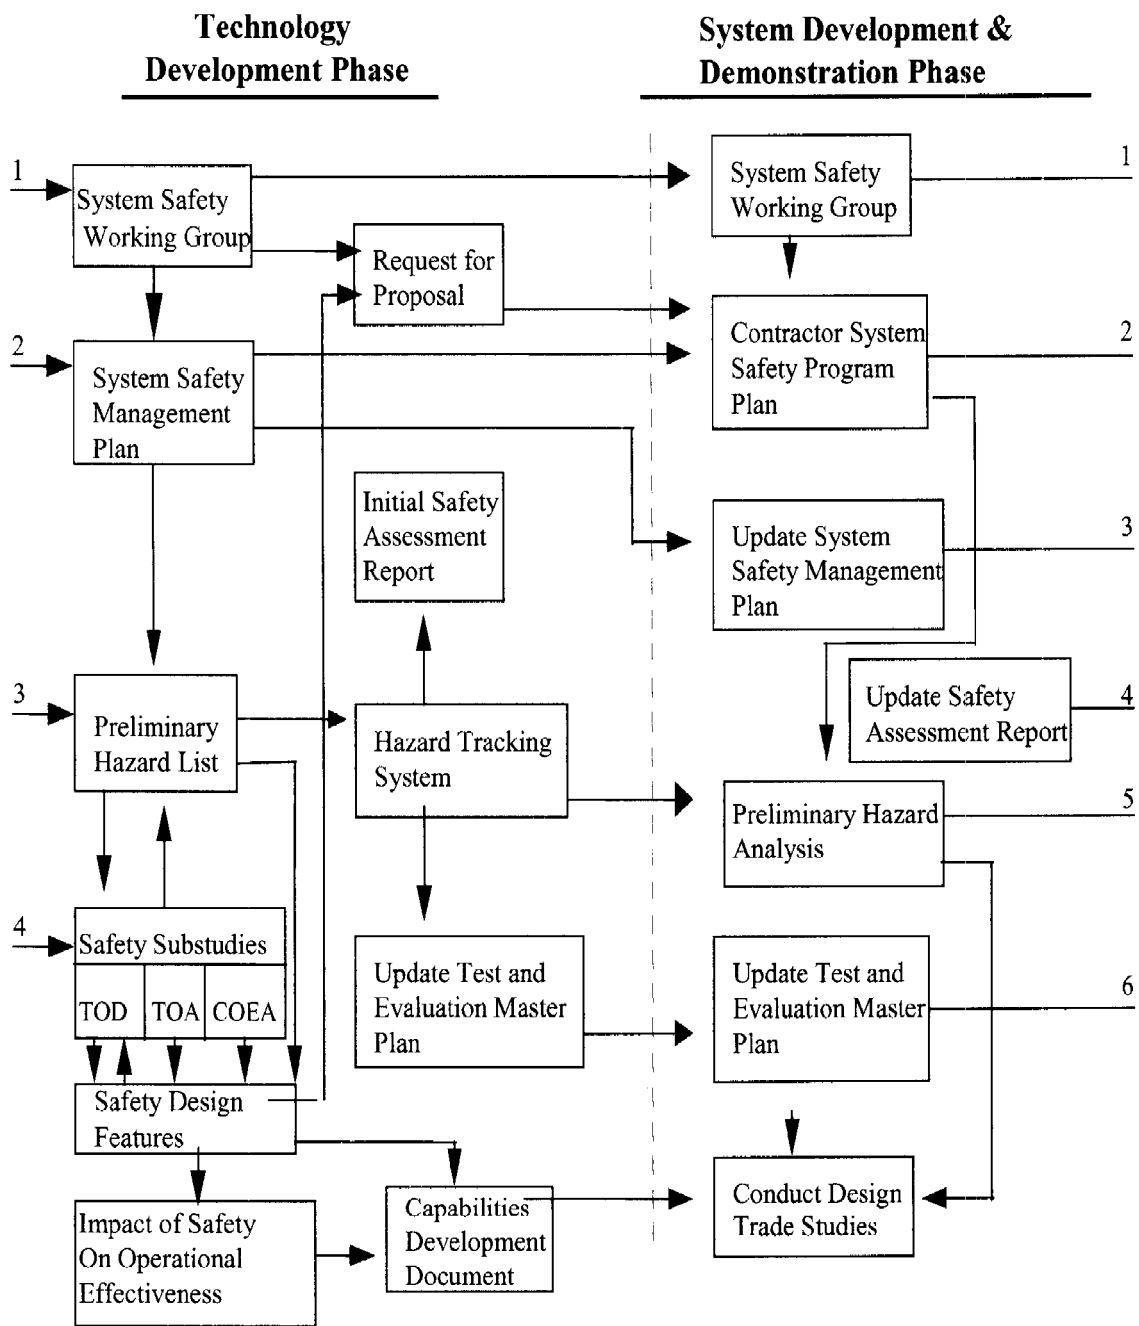 Technology
Development Phase
System Development &
Demonstration Phase
1
System Safety
Working Group
Request for
Proposal
System Safety
Working Group
1
2
System Safety
Management
Plan
Contractor System
Safety Program
Plan
2
Initial Safety
Assessment
Report
Update System
Safety Management
Plan
3
3
Preliminary
Hazard List
Hazard Tracking
System
Update Safety
Assessment Report
4
Preliminary Hazard
Analysis
5
4
Safety Substudies
TOD
TOA
COEA
Update Test and
Evaluation Master
Plan
Update Test and
Evaluation Master
Plan
6
Safety Design
Features
Impact of Safety
On Operational
Effectiveness
Capabilities
Development
Document
Conduct Design
Trade Studies